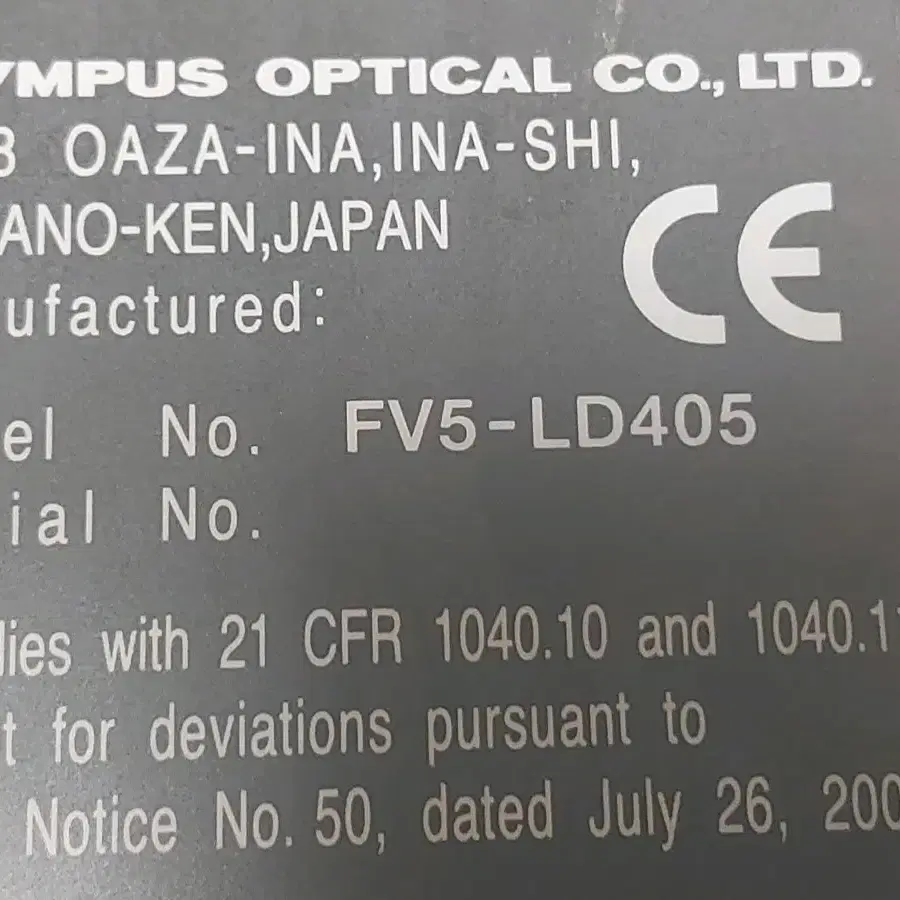 YMPUS OPTICAL CO., LTD.
3 OAZA-INA,INA-SHI,
ANO-KEN,JAPAN
CE
ufactured:
el No. FV5-LD405
ial No.
lies with 21 CFR 1040.10 and 1040.1
t for deviations pursuant to
Notice No. 50, dated July 26, 200